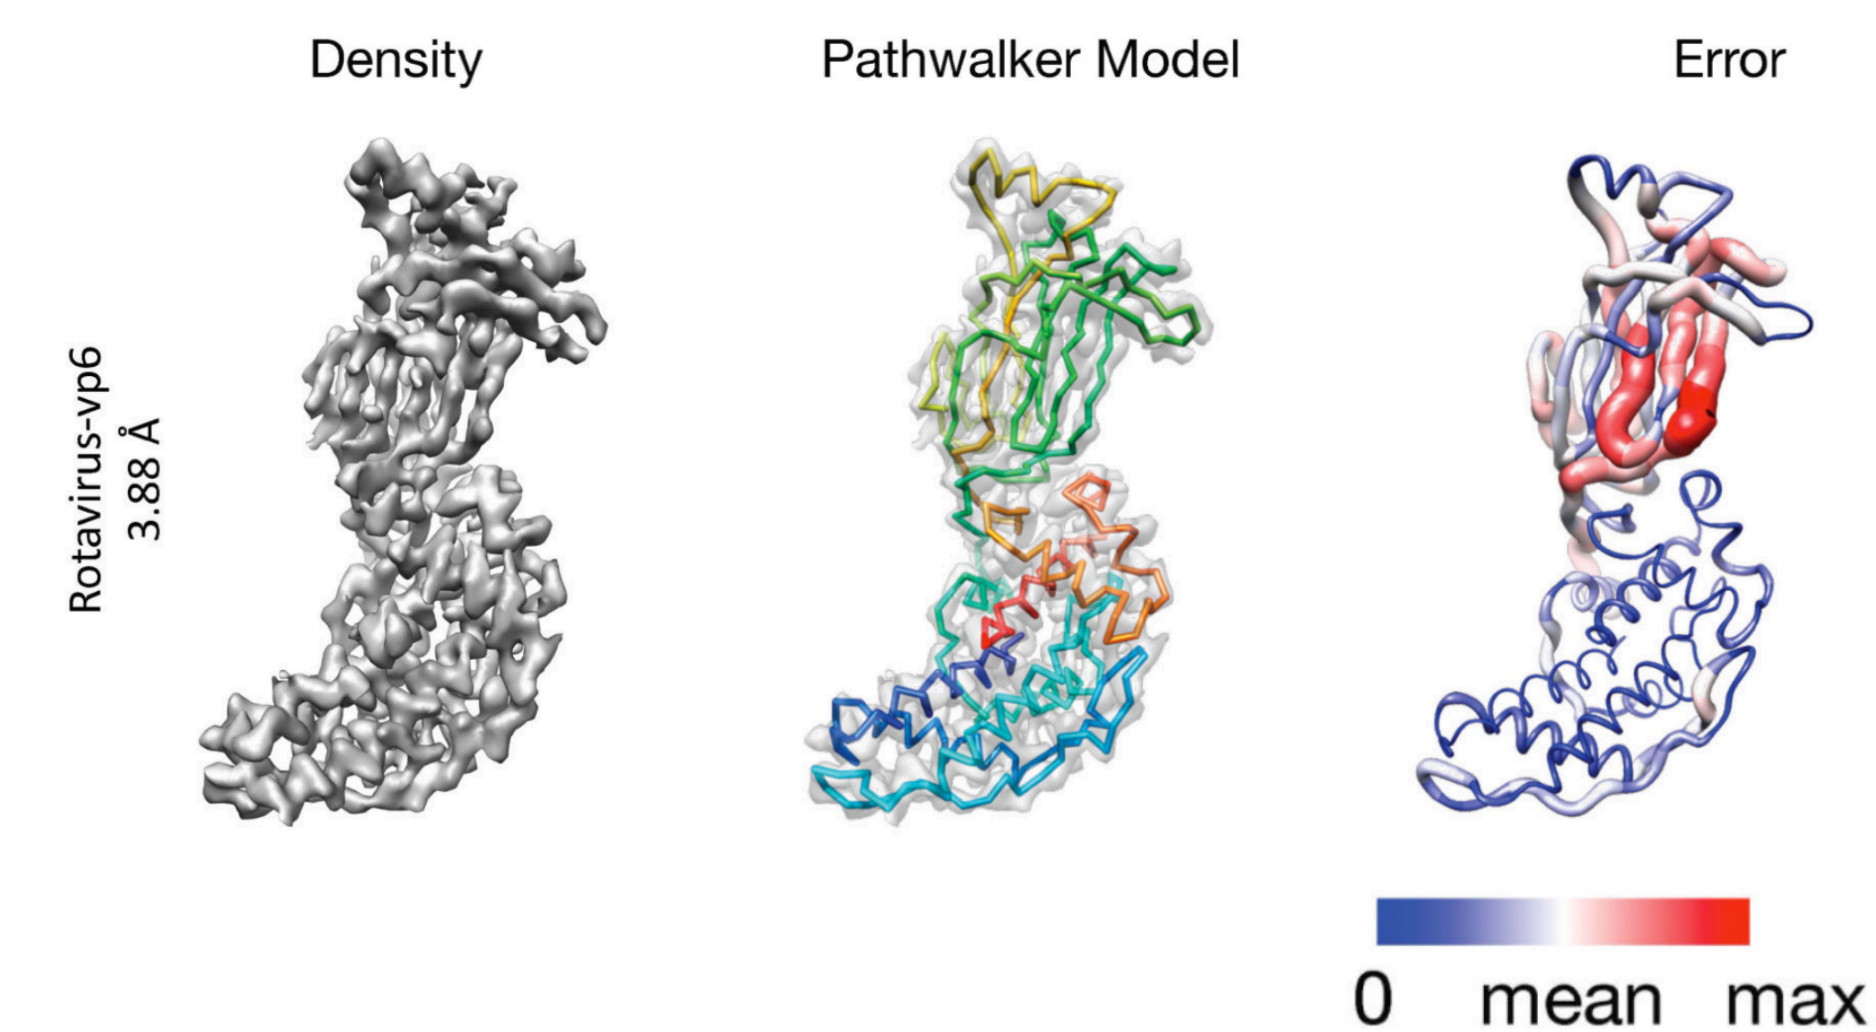 Density
Pathwalker Model
Error
Rotavirus-vp6
3.88 Å
0 mean max